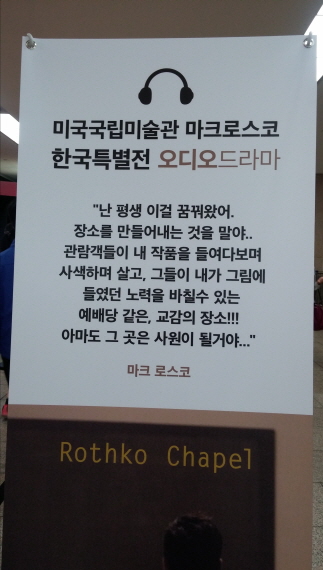 미국국립미술관 마크로스코
한국특별전 오디오드라마
"난 평생 이걸 꿈꿔왔어.
장소를 만들어내는 것을 말야..
관람객들이 내 작품을 들여다보며
사색하며 살고, 그들이 내가 그림에
들였던 노력을 바칠수 있는
예배당 같은, 교감의 장소!!!
아마도 그 곳은 사원이 될거야..."
마크 로스코
Rothko Chapel